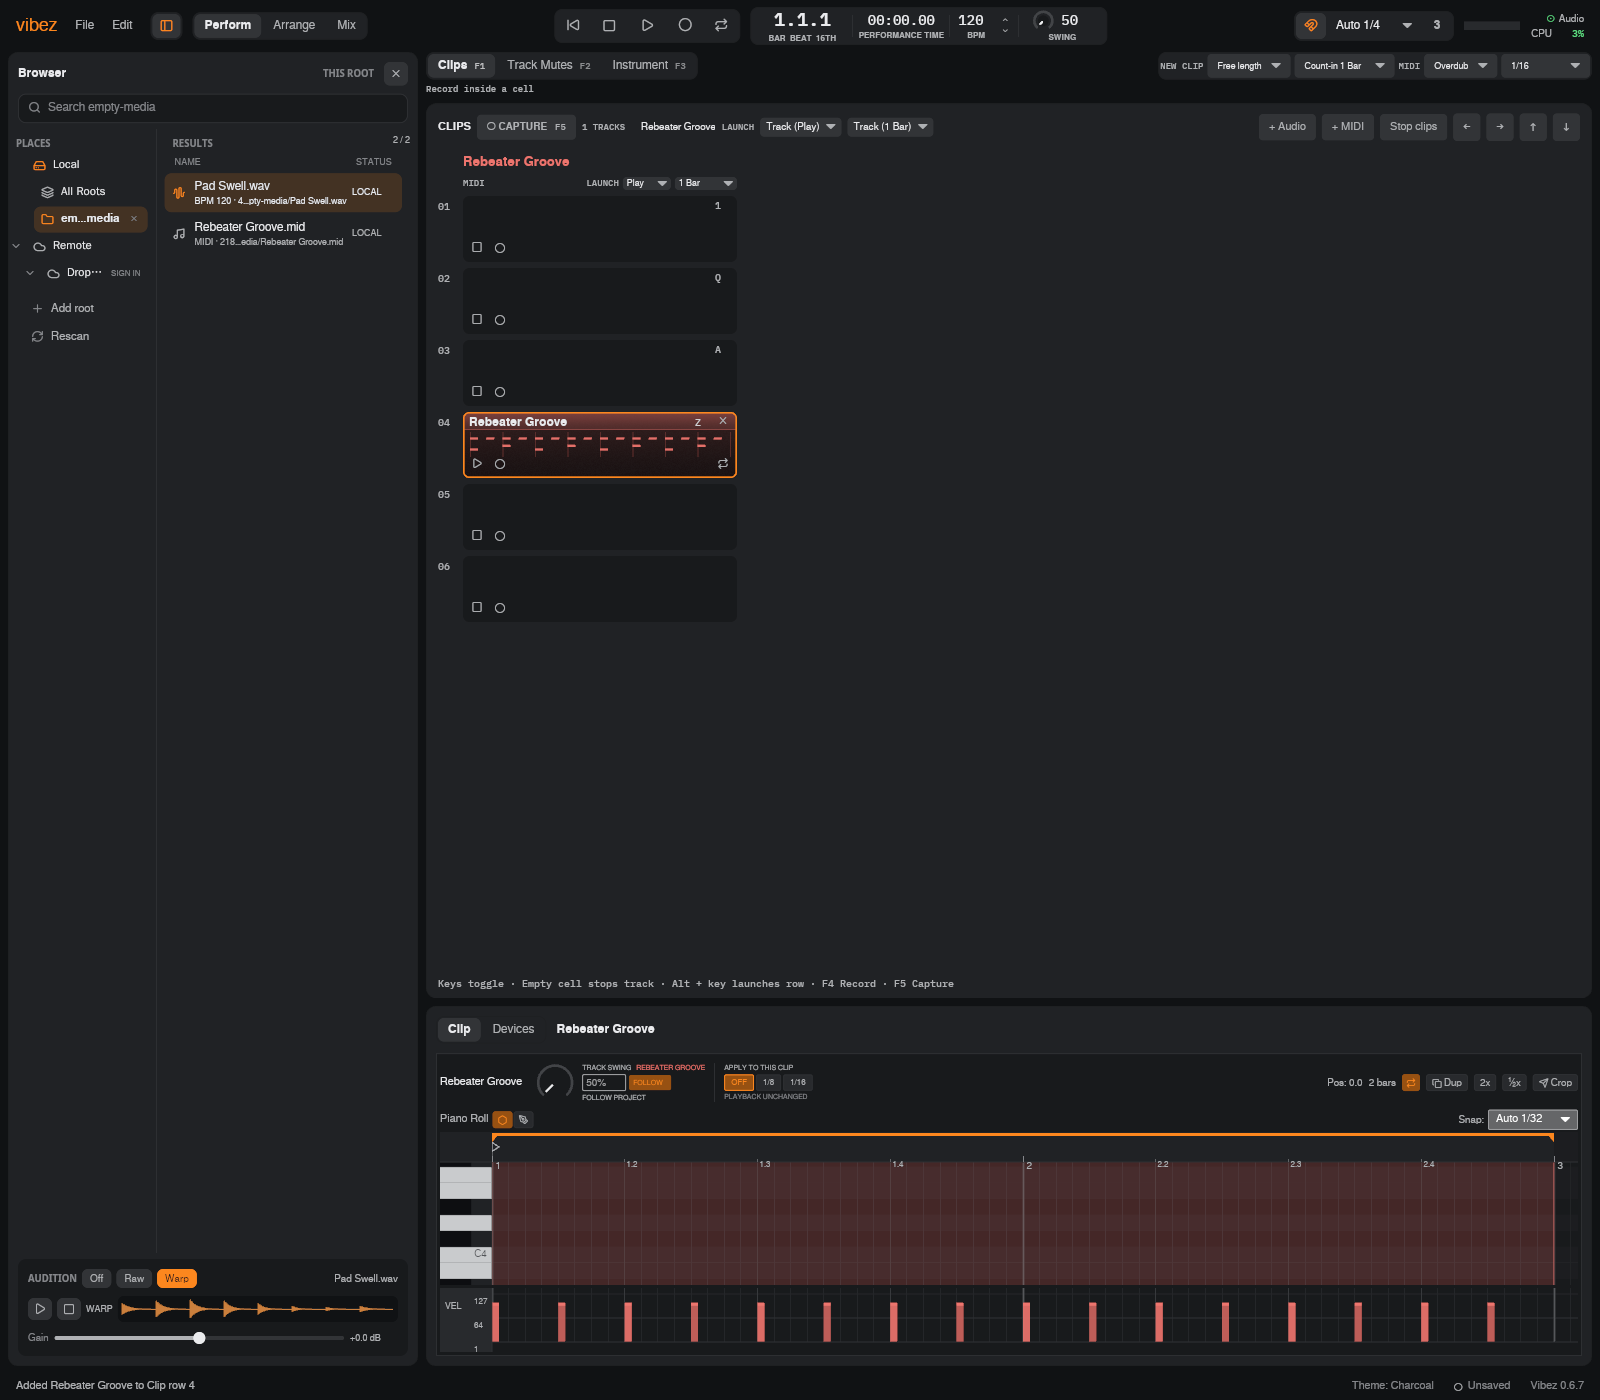 vibez File Edit Perform Arrange Mix
1.1.1 00:00.00 120 50
BAR BEAT 16TH PERFORMANCE TIME BPM SWING
Auto 1/4 3 Audio
CPU 3%
Browser THIS ROOT
Search empty-media
PLACES
Local
All Roots
em...media
Remote
Drop··· SIGN IN
Add root
Rescan
RESULTS 2 / 2
NAME STATUS
Pad Swell.wav LOCAL
BPM 120 · 4...pty-media/Pad Swell.wav
Rebeater Groove.mid LOCAL
MIDI · 218...edia/Rebeater Groove.mid
AUDITION Off Raw Warp Pad Swell.wav
WARP
Gain +0.0 dB
Clips F1 Track Mutes F2 Instrument F3
NEW CLIP Free length Count-in 1 Bar MIDI Overdub 1/16
Record inside a cell
CLIPS CAPTURE F5 1 TRACKS Rebeater Groove LAUNCH Track (Play) Track (1 Bar) + Audio + MIDI Stop clips ← → ↑ ↓
Rebeater Groove
MIDI LAUNCH Play 1 Bar
01 1
02 Q
03 A
04 Rebeater Groove Z
05
06
Keys toggle · Empty cell stops track · Alt + key launches row · F4 Record · F5 Capture
Clip Devices Rebeater Groove
Rebeater Groove
TRACK SWING REBEATER GROOVE
50% FOLLOW
FOLLOW PROJECT
APPLY TO THIS CLIP
OFF 1/8 1/16
PLAYBACK UNCHANGED
Pos: 0.0 2 bars Dup 2x ½x Crop
Piano Roll Snap: Auto 1/32
1 1.2 1.3 1.4 2 2.2 2.3 2.4 3
C4
VEL 127
64
1
Added Rebeater Groove to Clip row 4 Theme: Charcoal Unsaved Vibez 0.6.7